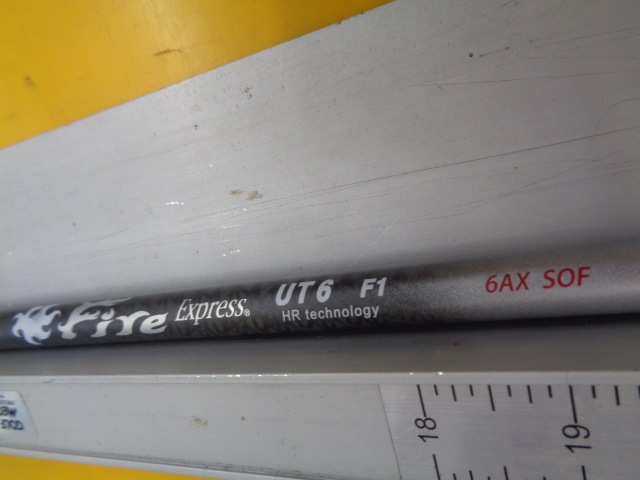 Fire Express® UT6 F1 6AX SOF
HR technology
18 19